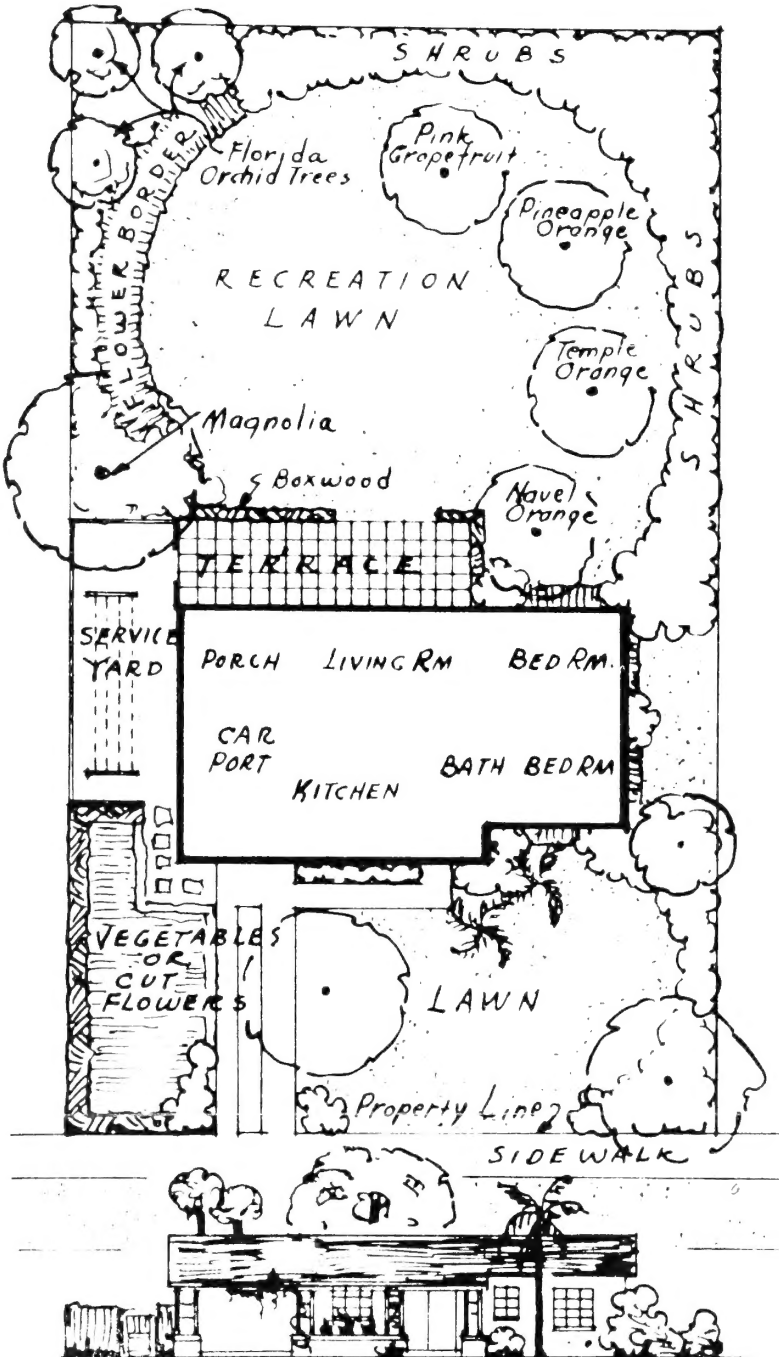 SHRUBS
Florida
Orchid Trees
Pink
Grapefruit
Pineapple
Orange
FLOWER BORDER
RECREATION
LAWN
SHRUBS
Temple
Orange
Magnolia
Boxwood
Navel
Orange
TERRACE
SERVICE
YARD
PORCH
LIVING RM
BED RM.
CAR
PORT
KITCHEN
BATH
BED RM
VEGETABLES
OR
CUT
FLOWERS
LAWN
Property Line
SIDEWALK